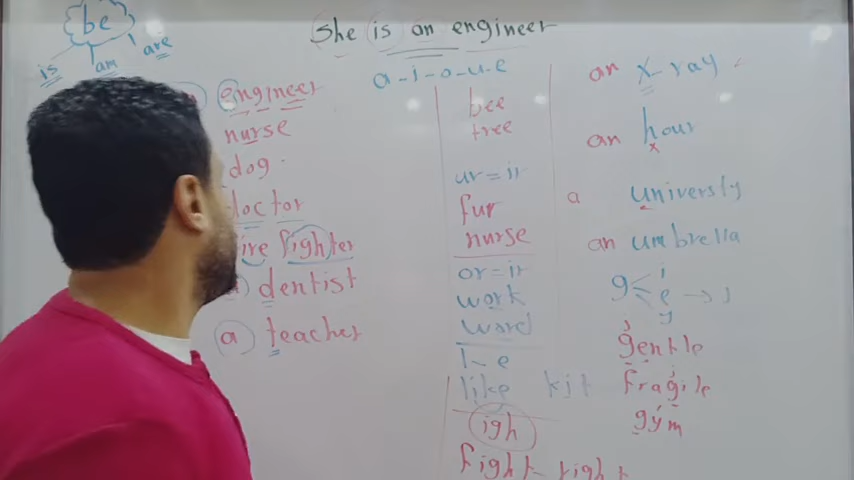 be
is am are
She is an engineer
a-i-o-u-e
engineer
nurse
dog
doctor
fire fighter
dentist
a teacher
bee
tree
ur = ir
fur
nurse
or = ir
work
word
i-e
like kit
igh
fight - right
an x-ray
an hour
x
a university
an umbrella
g i
e → j
y
j
gentle
j
fragile
j
gym